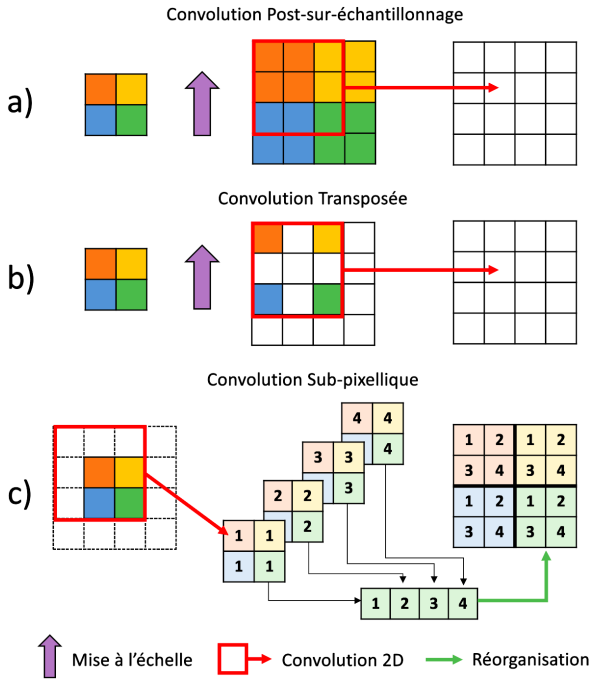 Convolution Post-sur-échantillonnage
a)
Convolution Transposée
b)
Convolution Sub-pixellique
c)
4 4
4
3 3
3
2 2
2
1 1
1 1
1 2 1 2
3 4 3 4
1 2 1 2
3 4 3 4
1 2 3 4
Mise à l'échelle
Convolution 2D
Réorganisation